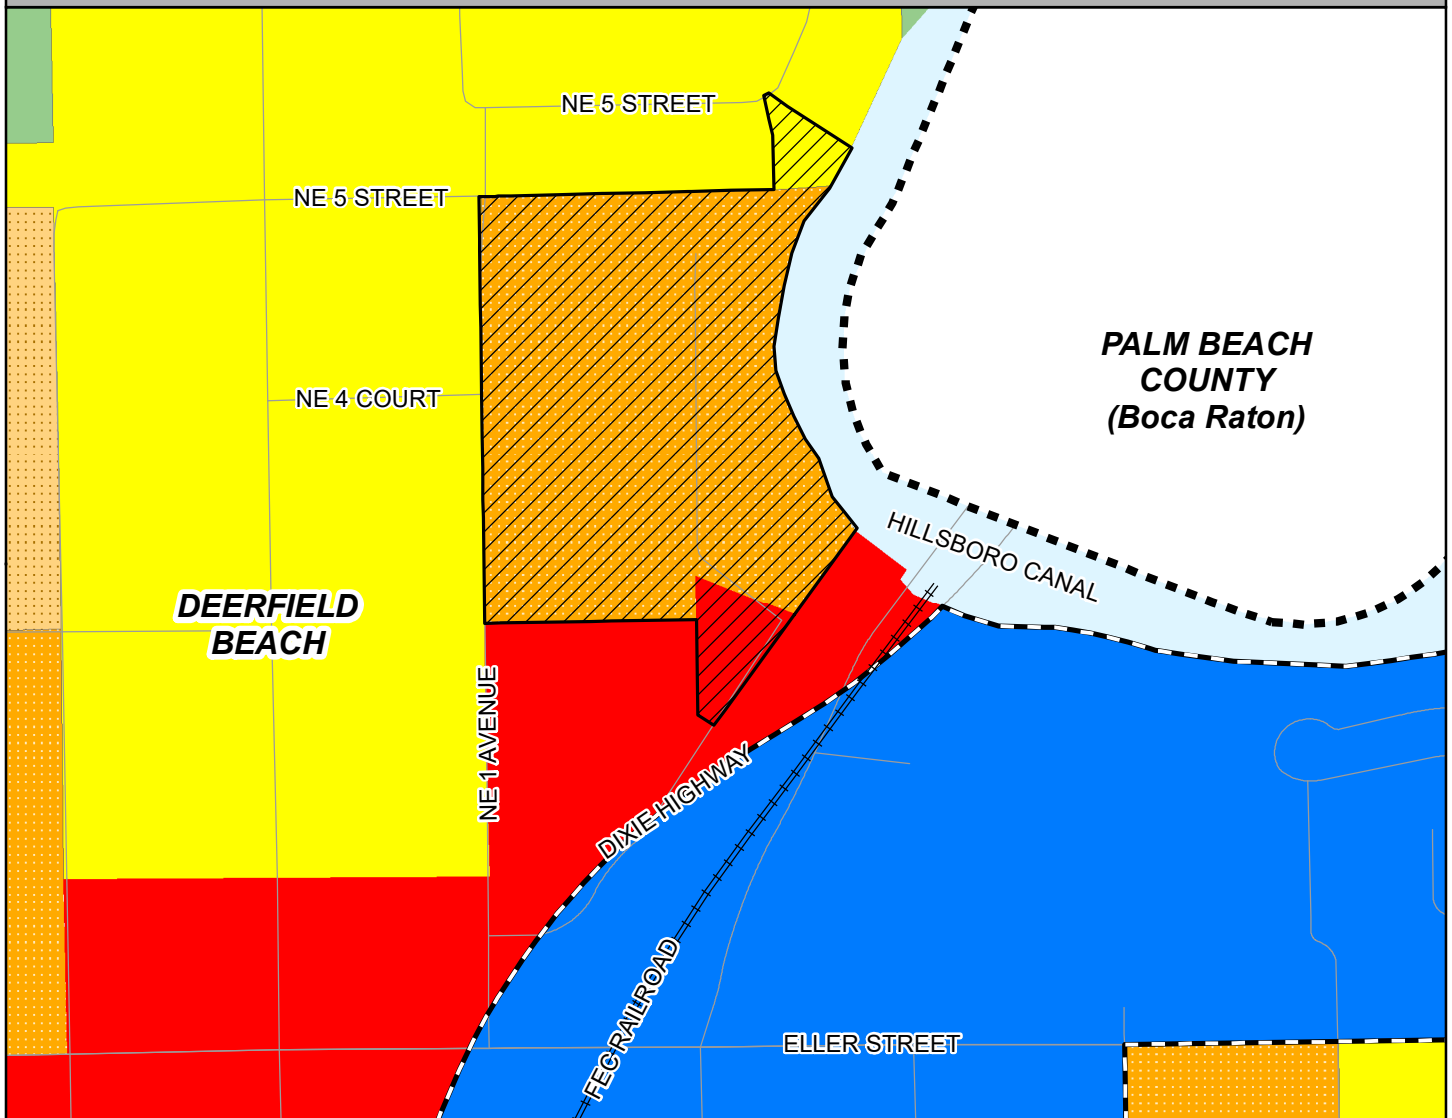 NE 5 STREET
NE 5 STREET
PALM BEACH
COUNTY
(Boca Raton)
NE 4 COURT
HILLSBORO CANAL
DEERFIELD
BEACH
NE 1 AVENUE
DIXIE HIGHWAY
FEC RAILROAD
ELLER STREET